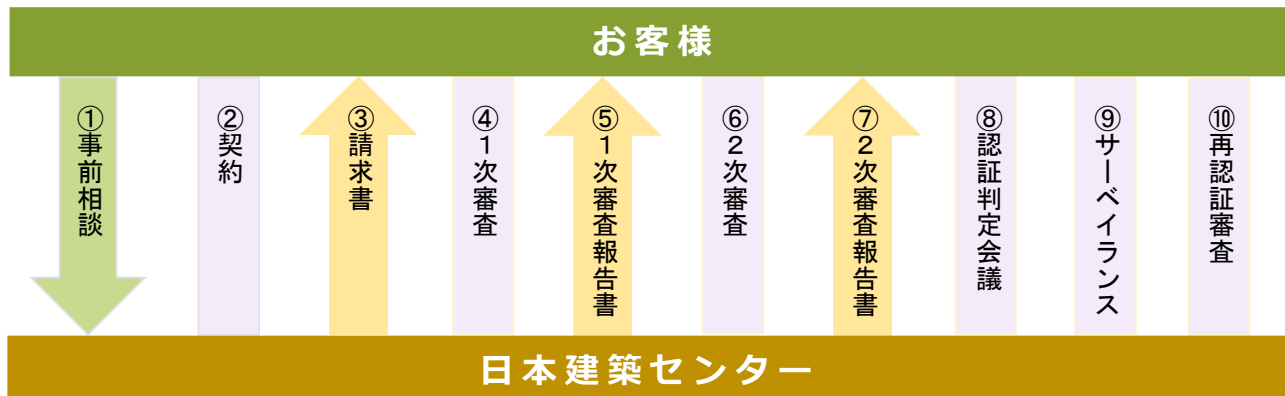 お客様
①事前相談
②契約
③請求書
④1次審査
⑤1次審査報告書
⑥2次審査
⑦2次審査報告書
⑧認証判定会議
⑨サーベイランス
⑩再認証審査
日本建築センター